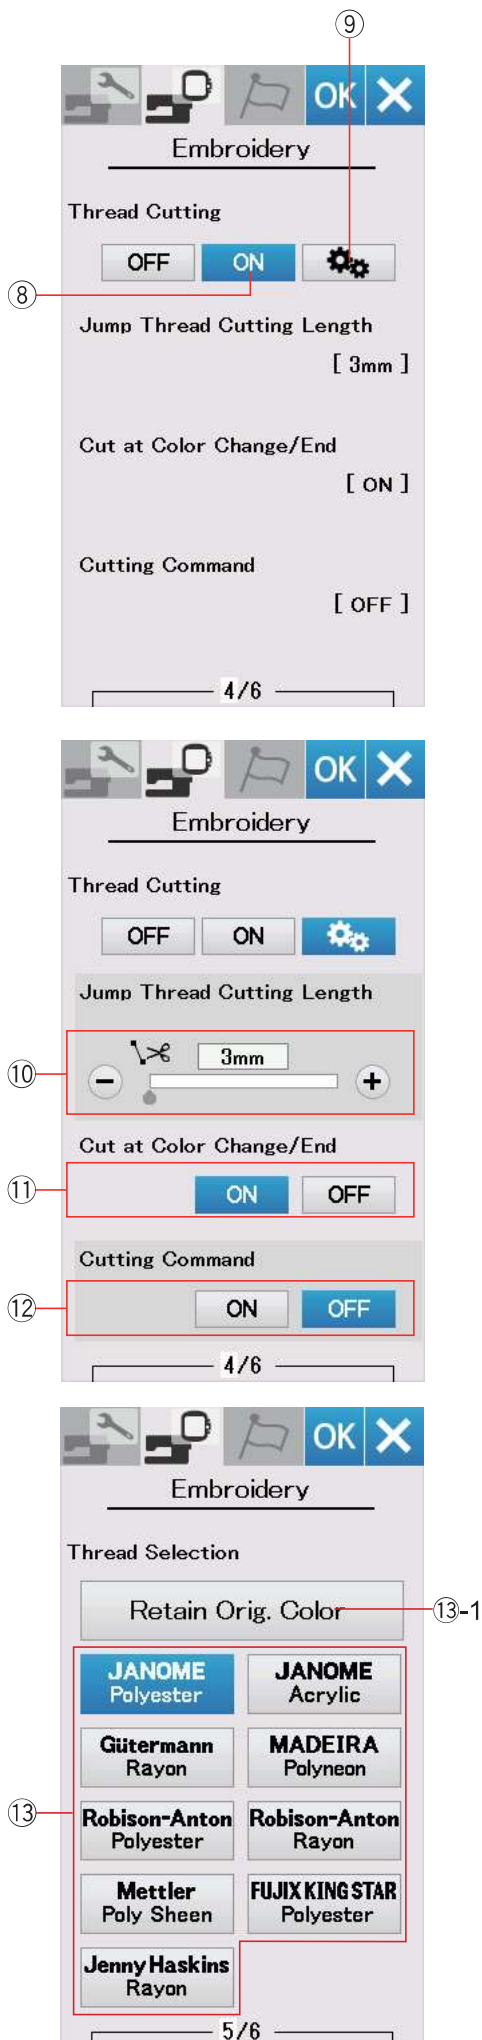 ⑨
OK
Embroidery
Thread Cutting
OFF ON
⑧
Jump Thread Cutting Length
[ 3mm ]
Cut at Color Change/End
[ ON ]
Cutting Command
[ OFF ]
4/6
OK
Embroidery
Thread Cutting
OFF ON
Jump Thread Cutting Length
3mm
⑩
− +
Cut at Color Change/End
⑪ ON OFF
Cutting Command
⑫ ON OFF
4/6
OK
Embroidery
Thread Selection
Retain Orig. Color ⑬-1
JANOME Polyester
JANOME Acrylic
Gütermann Rayon
MADEIRA Polyneon
⑬
Robison-Anton Polyester
Robison-Anton Rayon
Mettler Poly Sheen
FUJIX KING STAR Polyester
Jenny Haskins Rayon
5/6